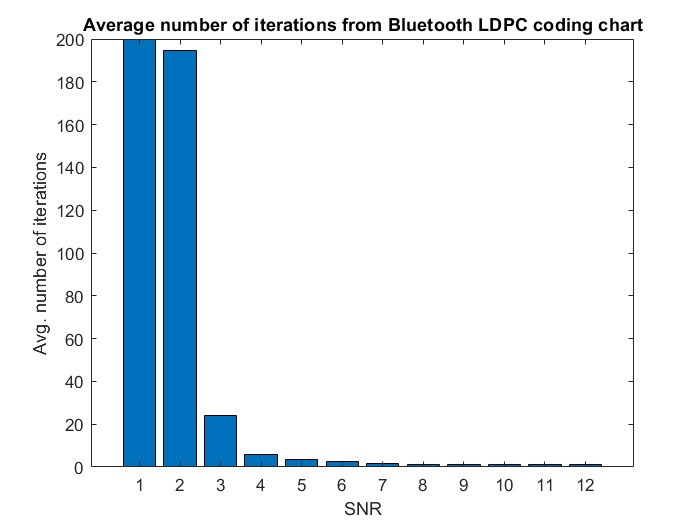 Average number of iterations from Bluetooth LDPC coding chart
200
180
160
140
120
100
80
60
40
20
0
Avg. number of iterations
1 2 3 4 5 6 7 8 9 10 11 12
SNR